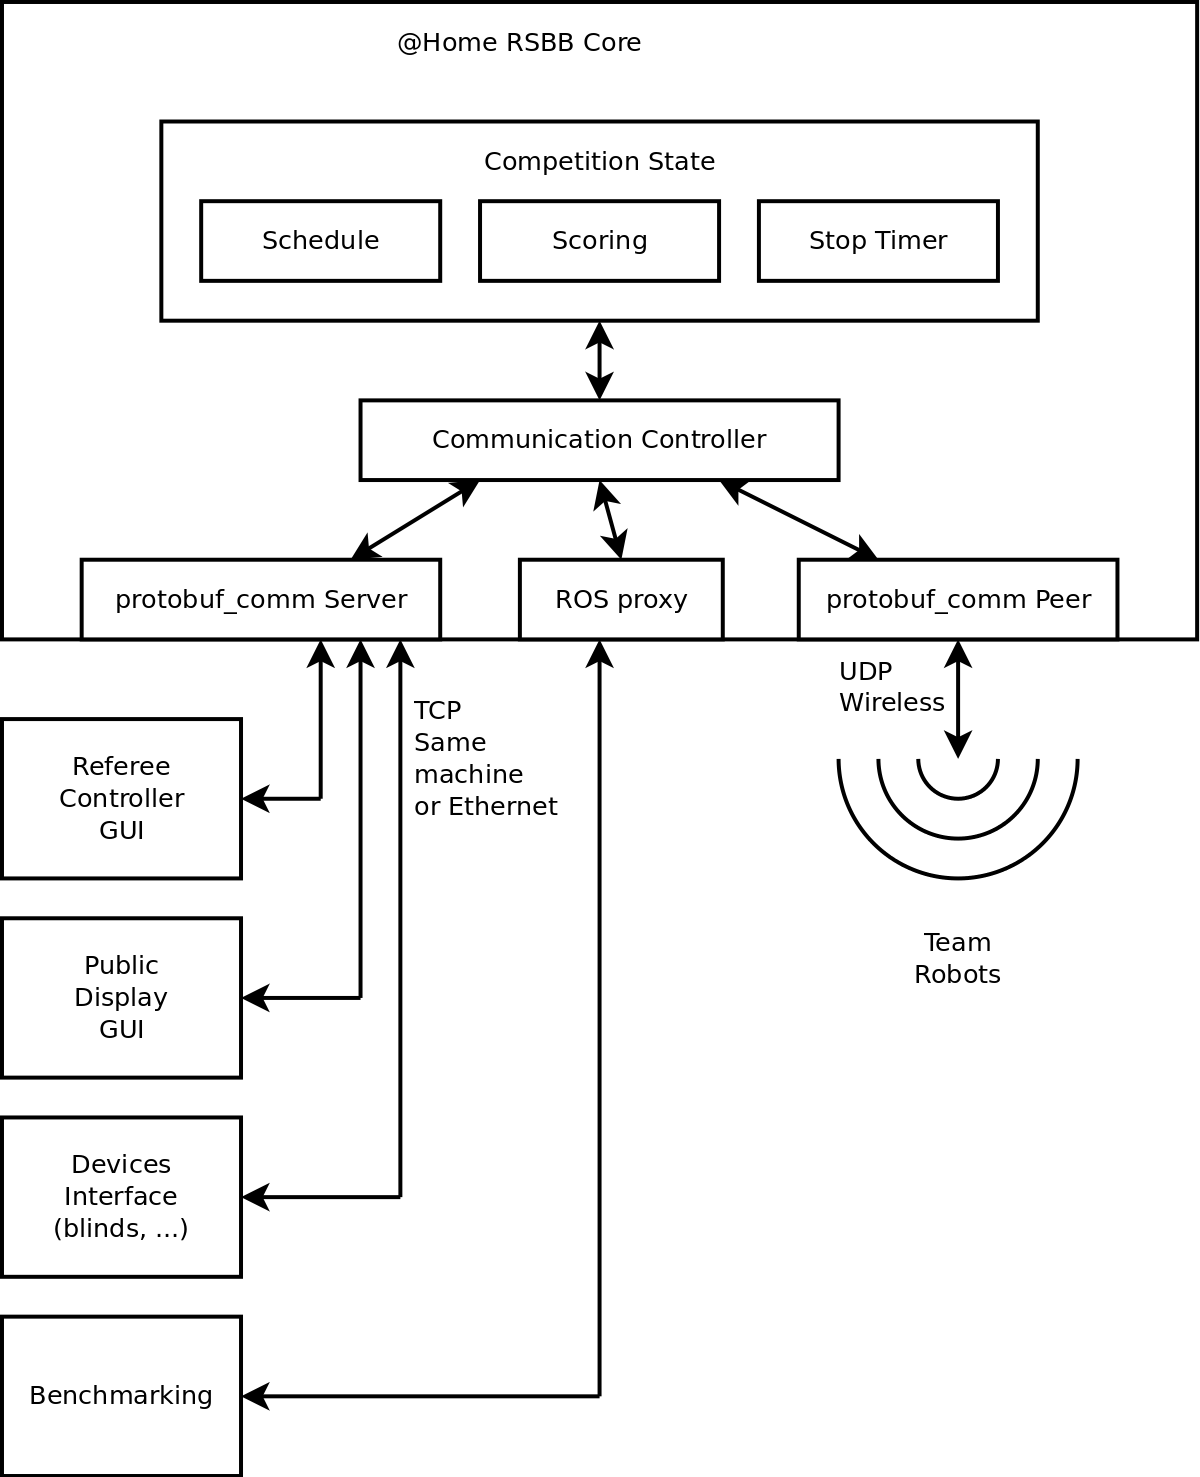 @Home RSBB Core
Competition State
Schedule
Scoring
Stop Timer
Communication Controller
protobuf_comm Server
ROS proxy
protobuf_comm Peer
UDP
Wireless
TCP
Same
machine
or Ethernet
Referee
Controller
GUI
Team
Robots
Public
Display
GUI
Devices
Interface
(blinds, ...)
Benchmarking